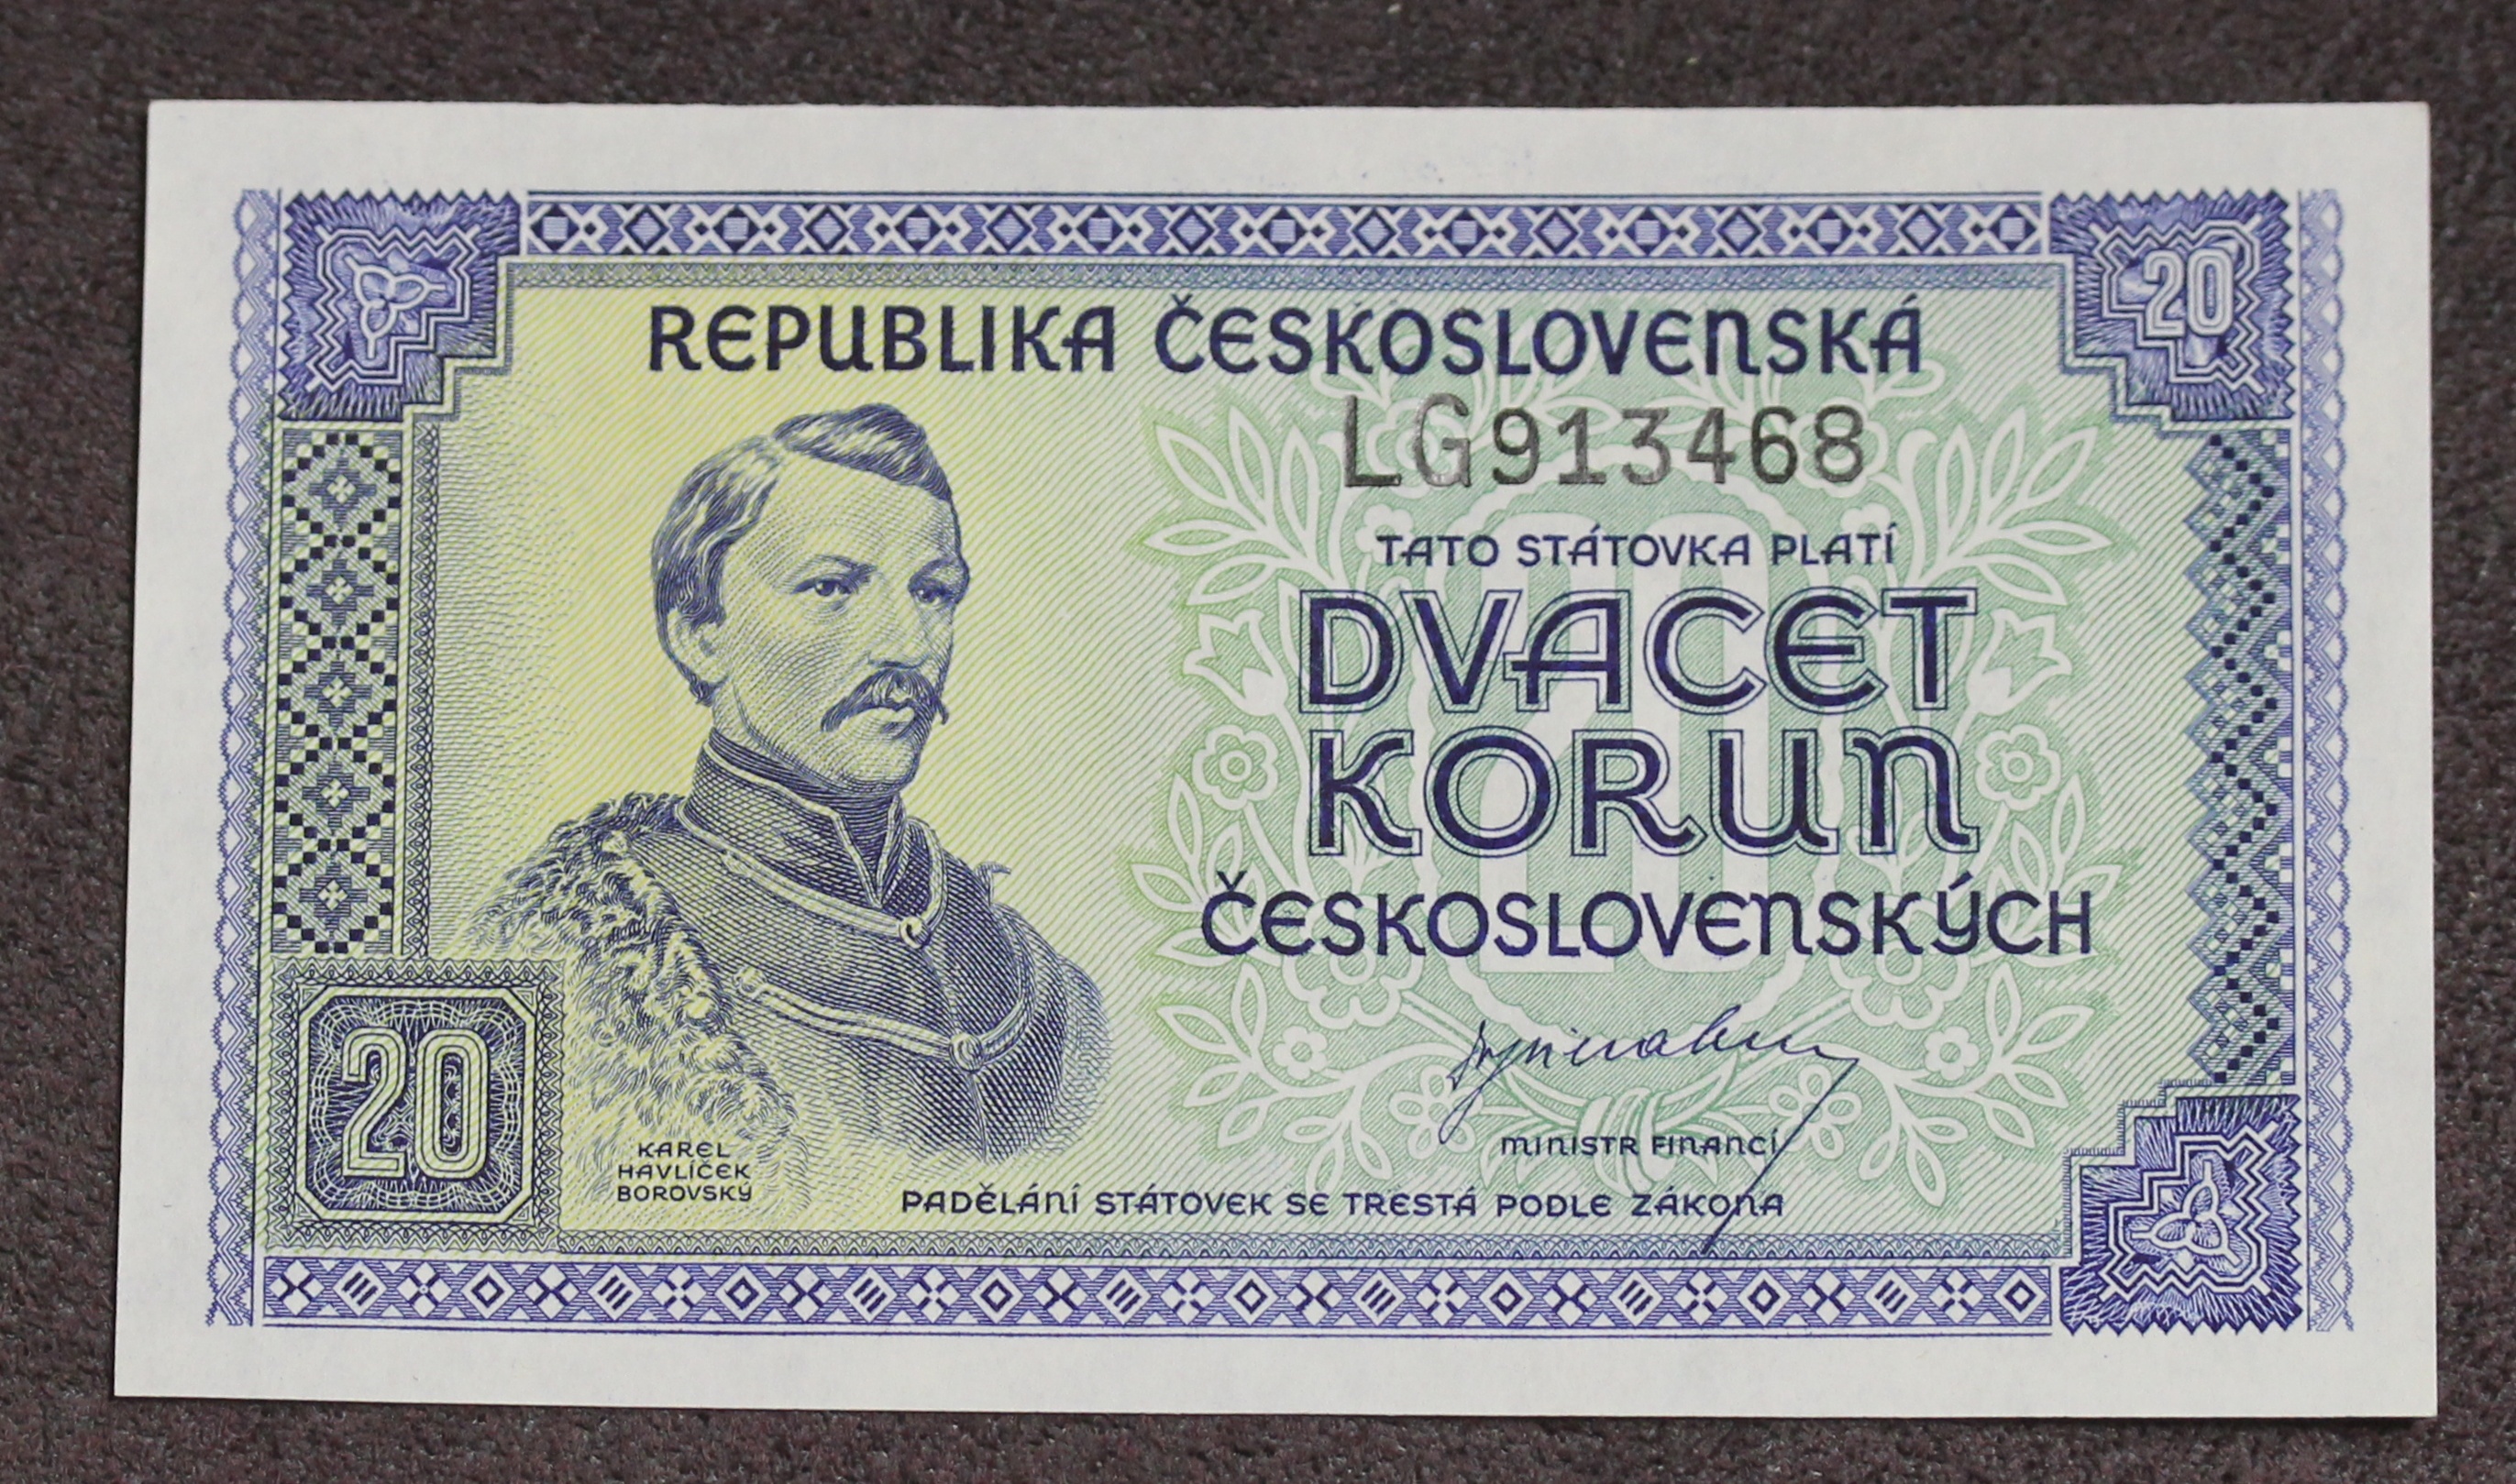 REPUBLIKA ČESKOSLOVENSKÁ
20
LG913468
TATO STÁTOVKA PLATÍ
DVACET
KORUN
ČESKOSLOVENSKÝCH
20
MINISTR FINANCÍ
20
KAREL
HAVLÍČEK
BOROVSKÝ
PADĚLÁNÍ STÁTOVEK SE TRESTÁ PODLE ZÁKONA